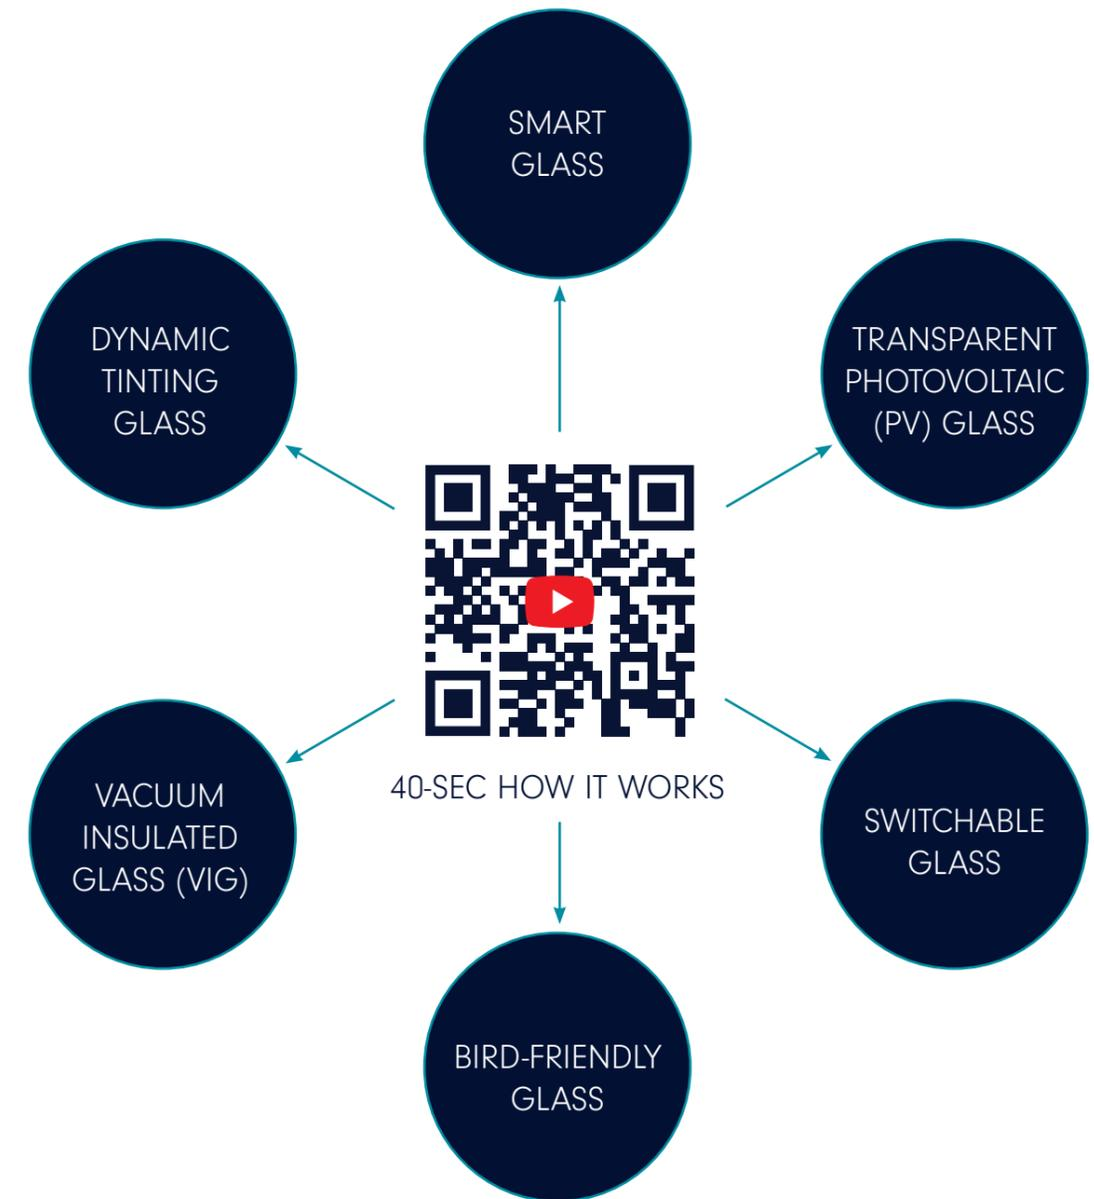 SMART
GLASS
DYNAMIC
TINTING
GLASS
TRANSPARENT
PHOTOVOLTAIC
(PV) GLASS
40-SEC HOW IT WORKS
VACUUM
INSULATED
GLASS (VIG)
SWITCHABLE
GLASS
BIRD-FRIENDLY
GLASS